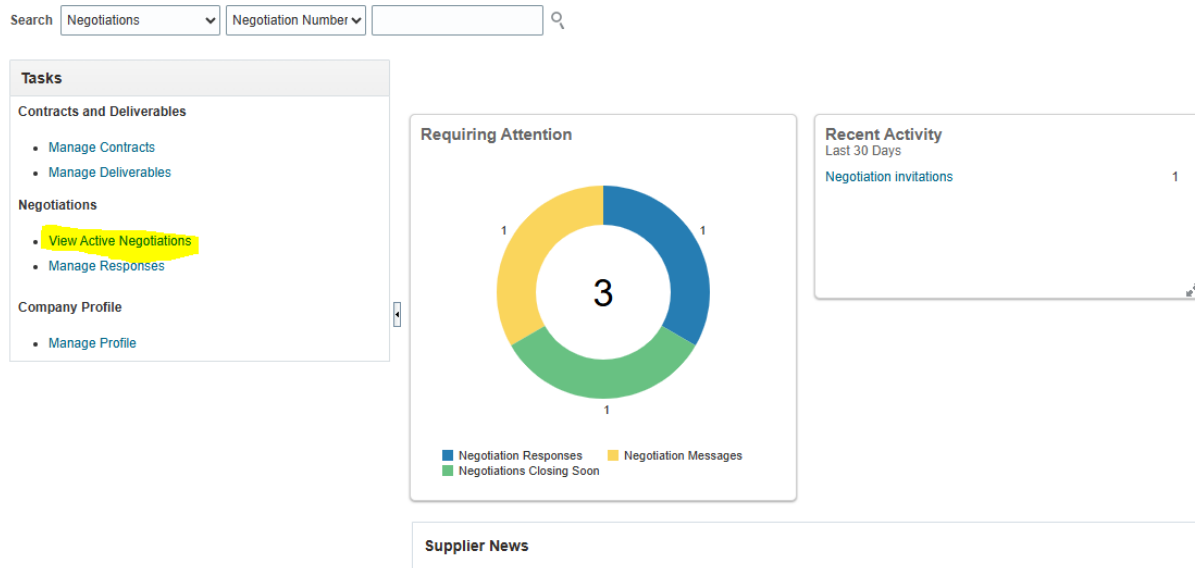 Search Negotiations Negotiation Number
Tasks
Contracts and Deliverables
Manage Contracts
Manage Deliverables
Negotiations
View Active Negotiations
Manage Responses
Company Profile
Manage Profile
Requiring Attention
1
1
3
1
Negotiation Responses
Negotiation Messages
Negotiations Closing Soon
Recent Activity
Last 30 Days
Negotiation invitations 1
Supplier News